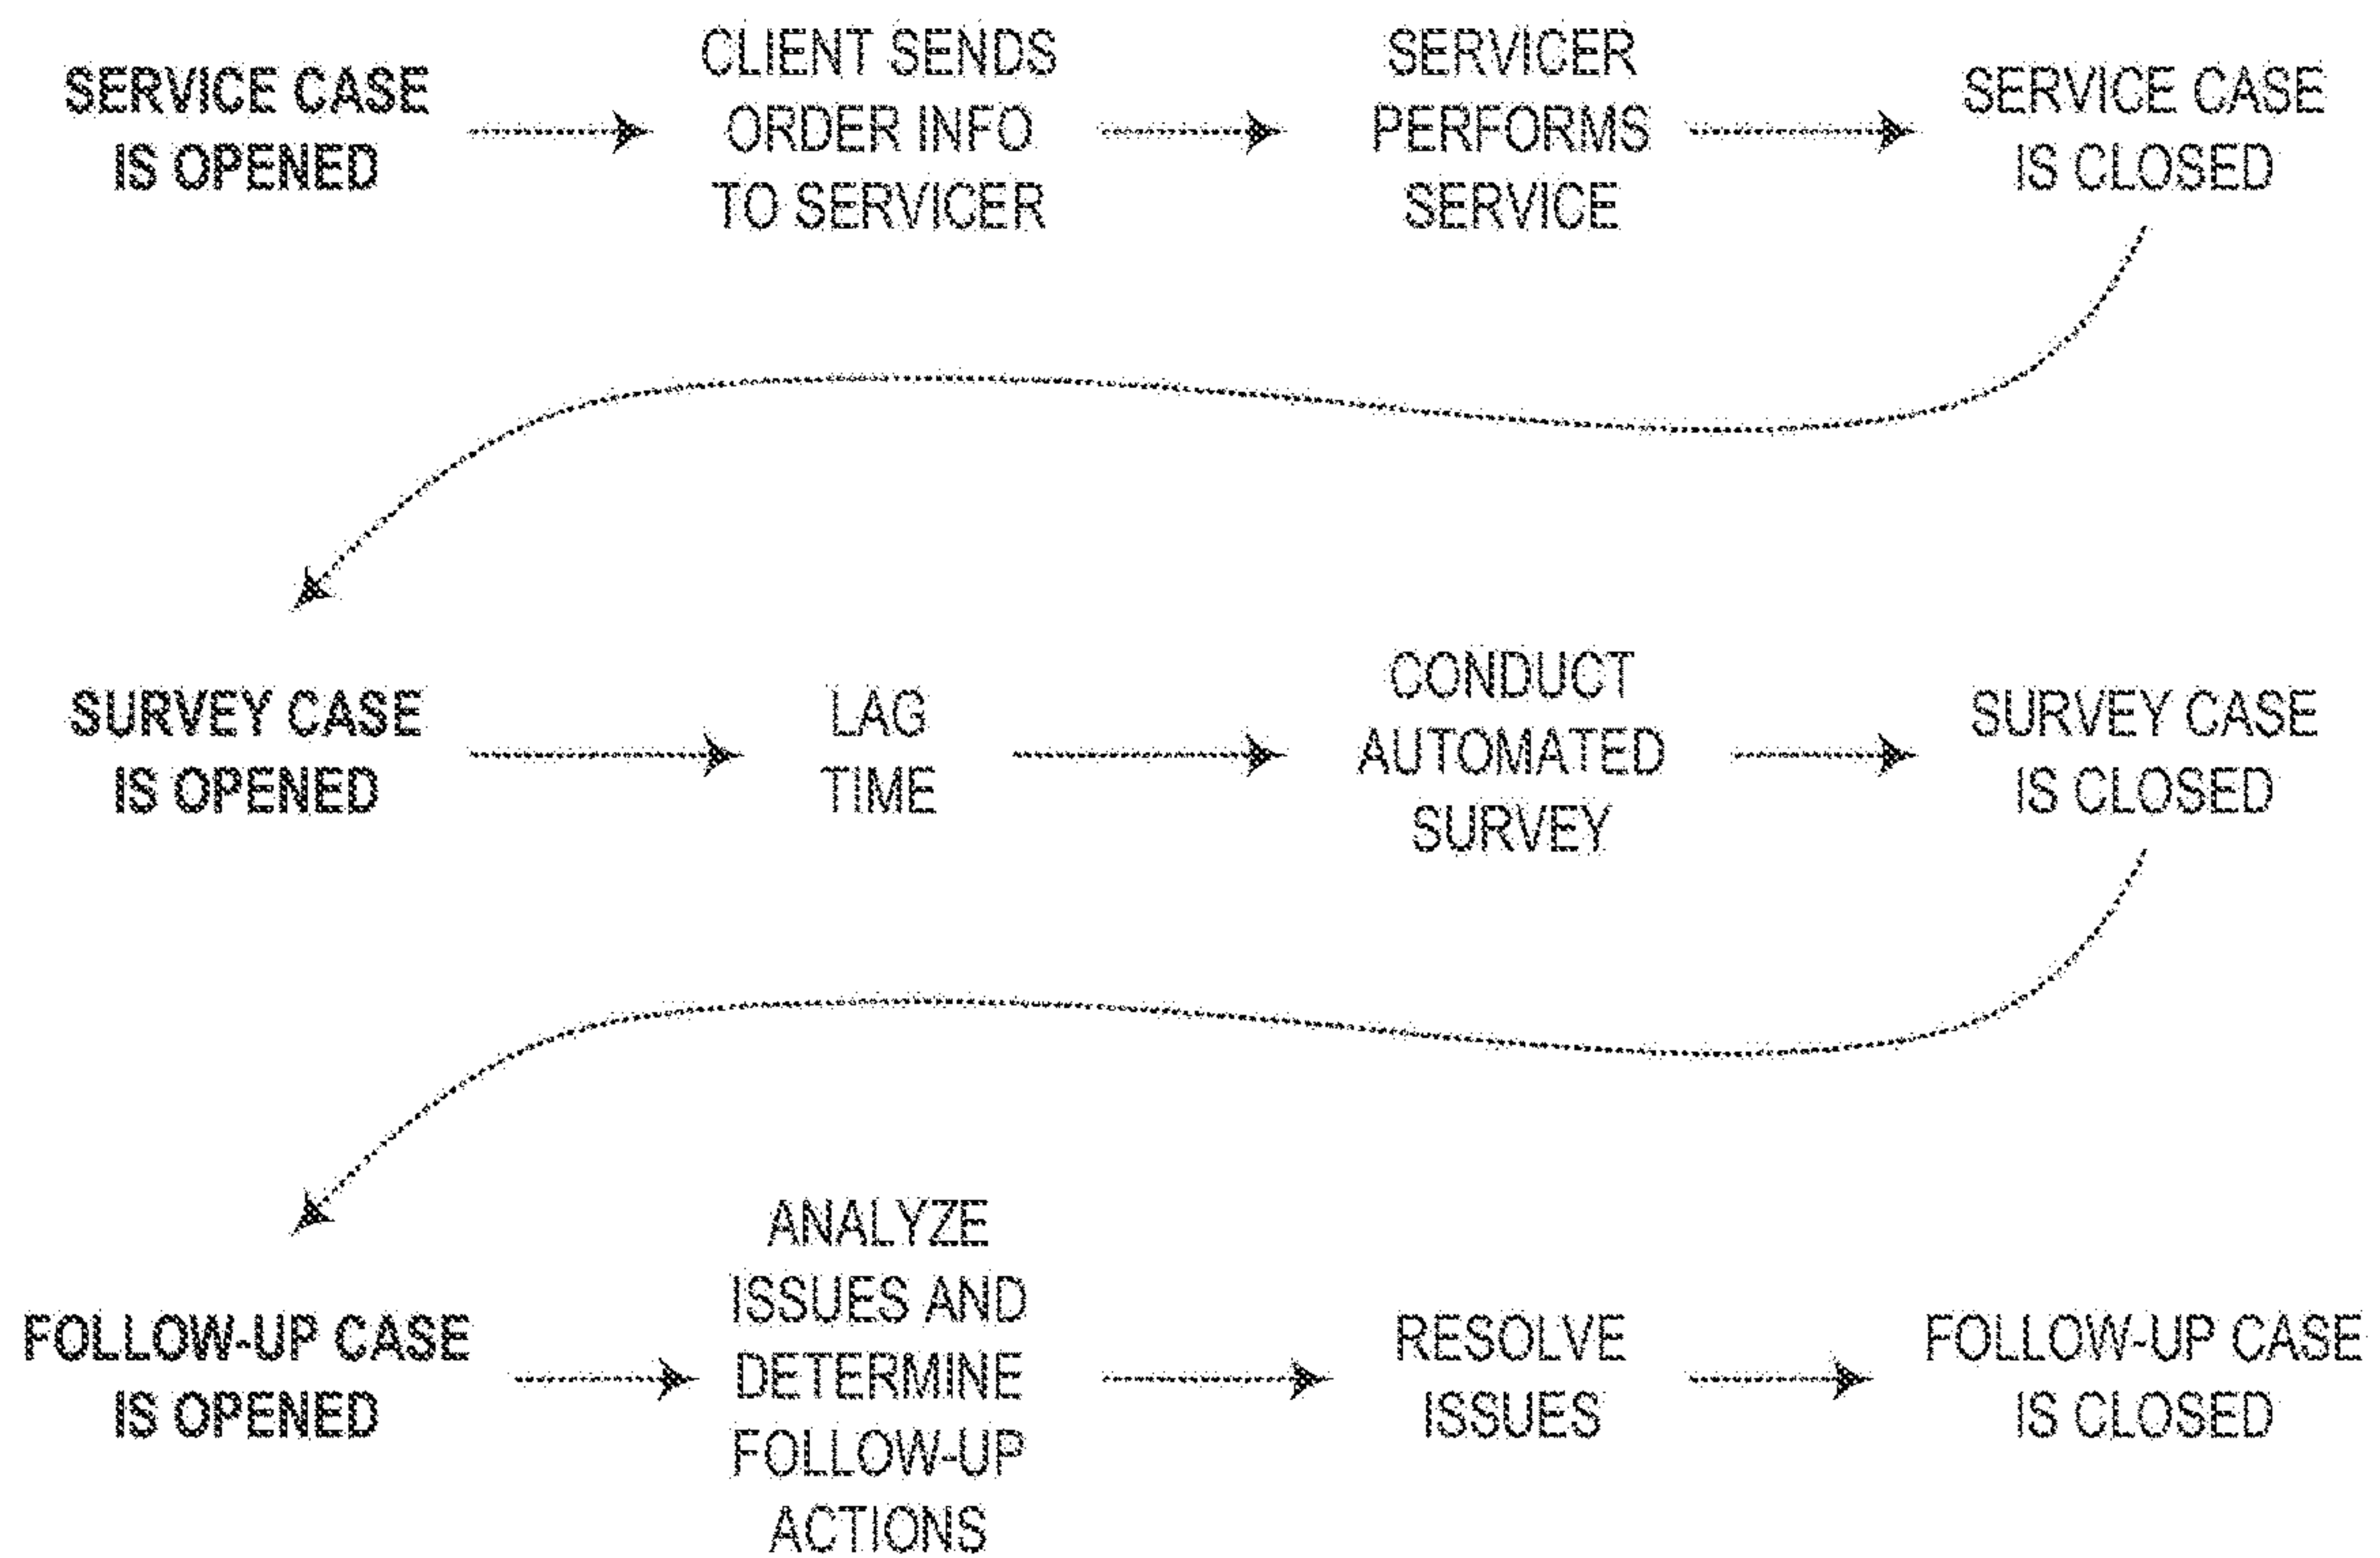 SERVICE CASE
IS OPENED
CLIENT SENDS
ORDER INFO
TO SERVICER
SERVICER
PERFORMS
SERVICE
SERVICE CASE
IS CLOSED
SURVEY CASE
IS OPENED
LAG
TIME
CONDUCT
AUTOMATED
SURVEY
SURVEY CASE
IS CLOSED
FOLLOW-UP CASE
IS OPENED
ANALYZE
ISSUES AND
DETERMINE
FOLLOW-UP
ACTIONS
RESOLVE
ISSUES
FOLLOW-UP CASE
IS CLOSED